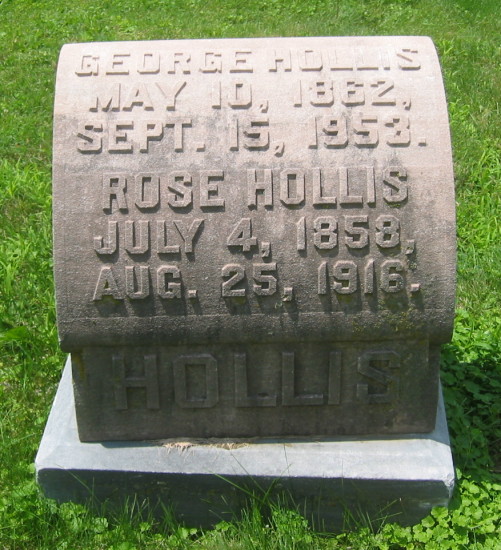 GEORGE HOLLIS
MAY 10, 1862,
SEPT. 15, 1953.
ROSE HOLLIS
JULY 4, 1858,
AUG. 25, 1916.
HOLLIS